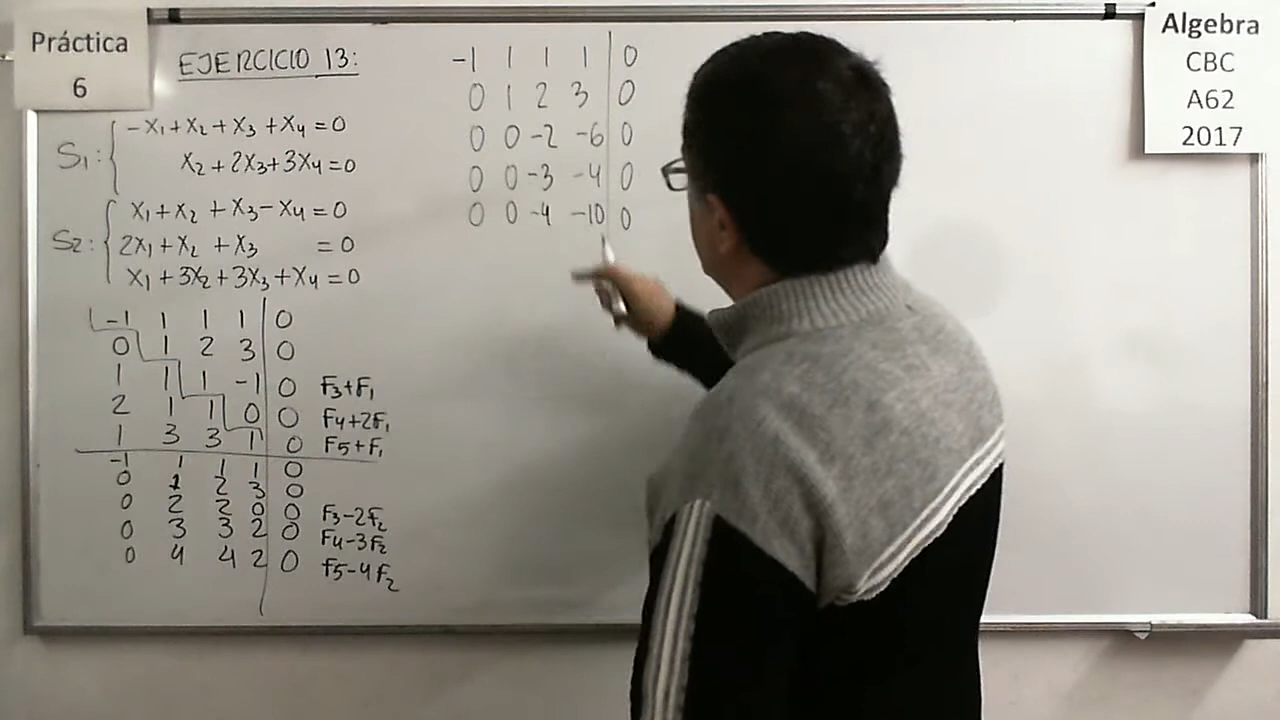 Práctica
6
EJERCICIO 13:
S1: { -X1 + X2 + X3 + X4 = 0
X2 + 2X3 + 3X4 = 0
S2: { X1 + X2 + X3 - X4 = 0
2X1 + X2 + X3 = 0
X1 + 3X2 + 3X3 + X4 = 0
-1 1 1 1 | 0
0 1 2 3 | 0
1 1 1 -1 | 0 F3+F1
2 1 1 0 | 0 F4+2F1
1 3 3 1 | 0 F5+F1
-1 1 1 1 | 0
0 1 2 3 | 0
0 2 2 0 | 0 F3-2F2
0 3 3 2 | 0 F4-3F2
0 4 4 2 | 0 F5-4F2
-1 1 1 1 | 0
0 1 2 3 | 0
0 0 -2 -6 | 0
0 0 -3 -4 | 0
0 0 -4 -10 | 0
Algebra
CBC
A62
2017